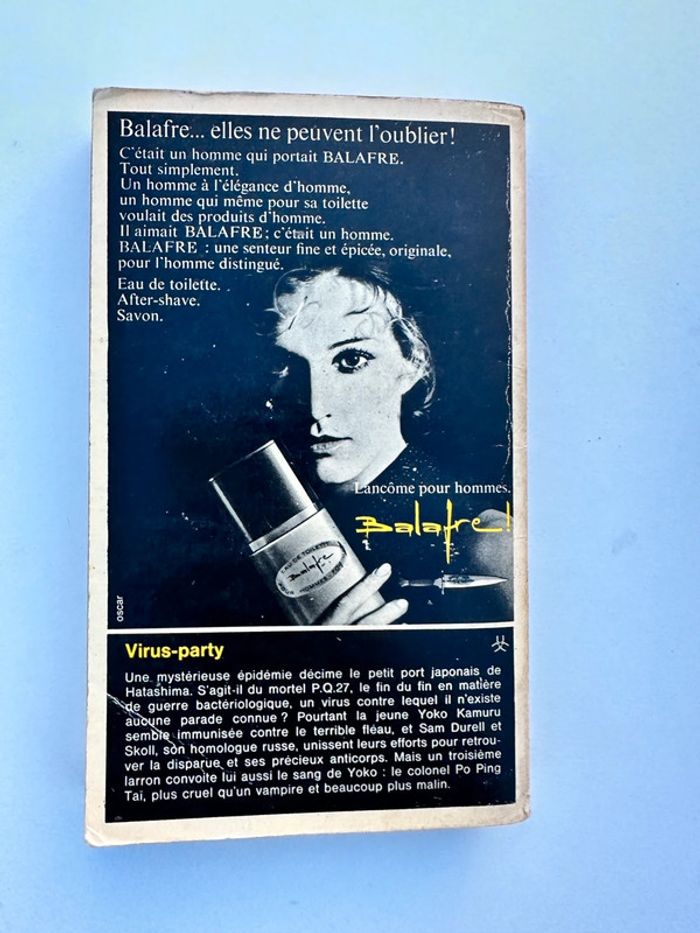 Balafre... elles ne peuvent l'oublier!
C'était un homme qui portait BALAFRE.
Tout simplement.
Un homme à l'élégance d'homme,
un homme qui même pour sa toilette
voulait des produits d'homme.
Il aimait BALAFRE; c'était un homme.
BALAFRE : une senteur fine et épicée, originale,
pour l'homme distingué.
Eau de toilette.
After-shave.
Savon.
Lancôme pour hommes.
Balafre!
EAU DE TOILETTE
Balafre
POUR HOMMES
oscar
Virus-party
Une mystérieuse épidémie décime le petit port japonais de
Hatashima. S'agit-il du mortel P.Q.27, le fin du fin en matière
de guerre bactériologique, un virus contre lequel il n'existe
aucune parade connue ? Pourtant la jeune Yoko Kamuru
semble immunisée contre le terrible fléau, et Sam Durell et
Skoll, son homologue russe, unissent leurs efforts pour retrou-
ver la disparue et ses précieux anticorps. Mais un troisième
larron convoite lui aussi le sang de Yoko : le colonel Po Ping
Taï, plus cruel qu'un vampire et beaucoup plus malin.